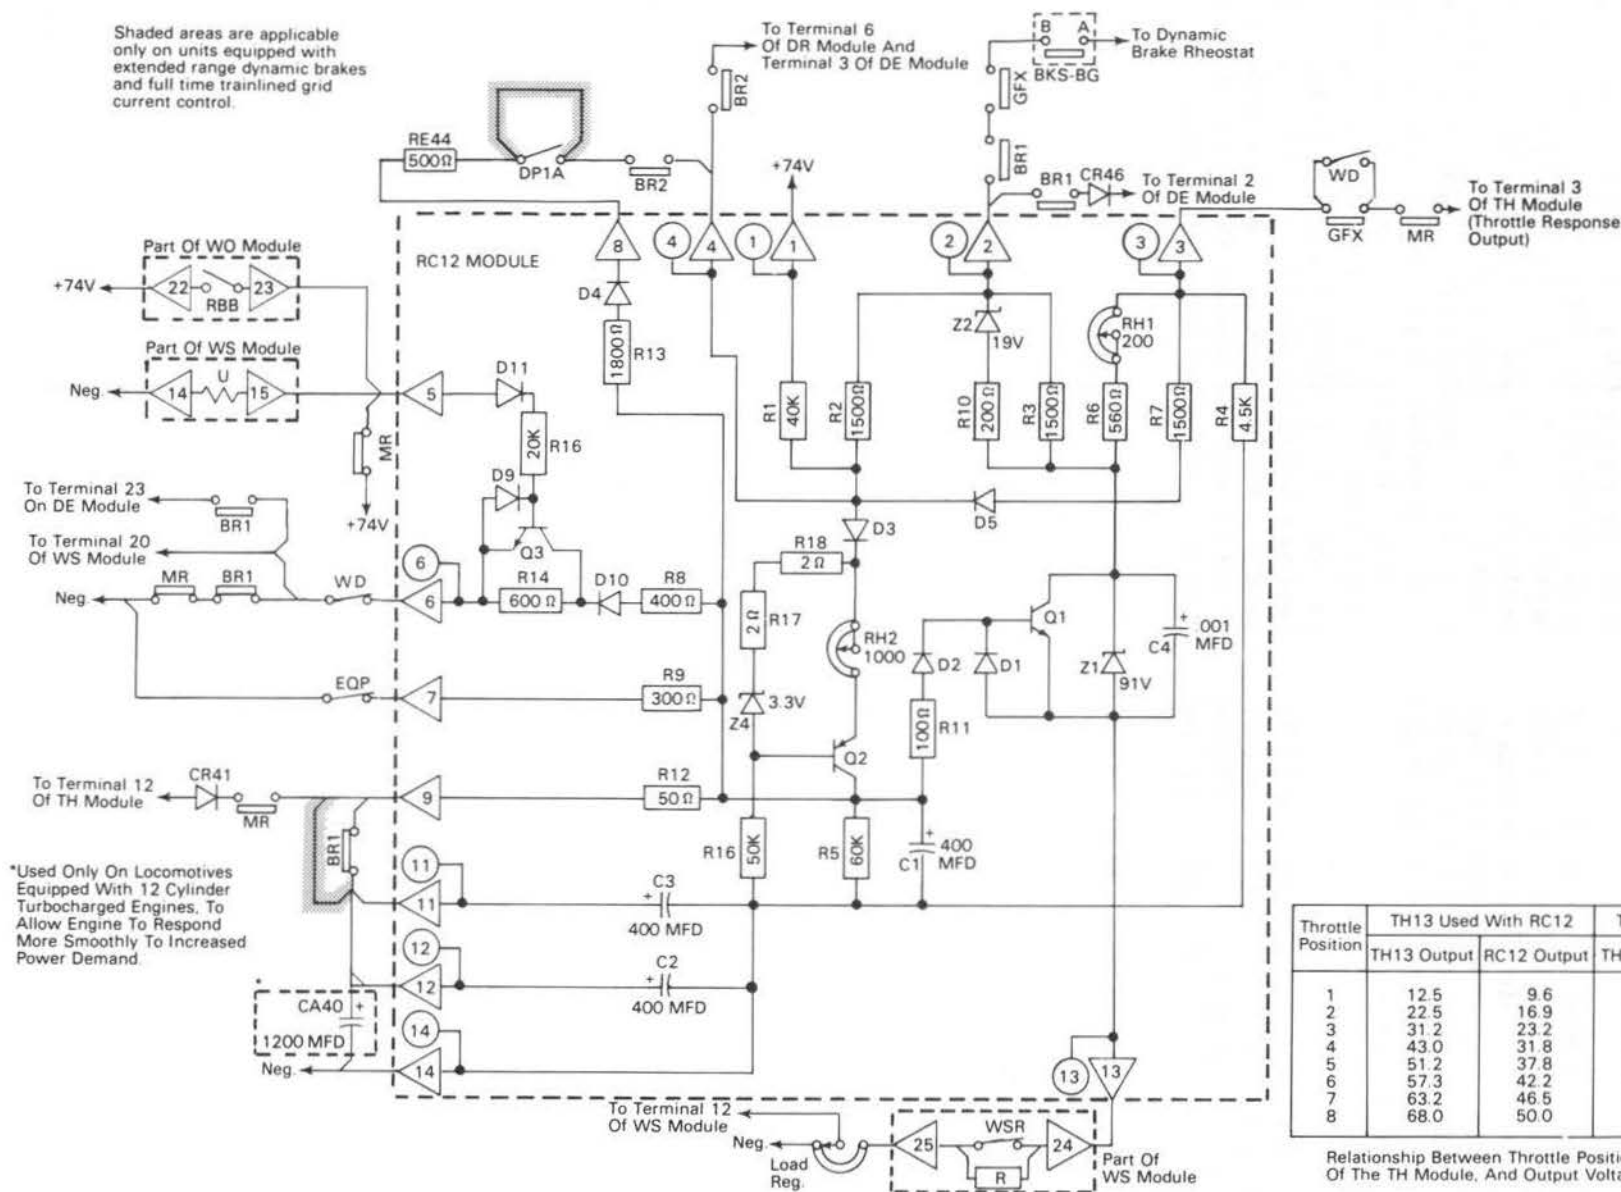 Shaded areas are applicable
only on units equipped with
extended range dynamic brakes
and full time trainlined grid
current control.
To Terminal 6
Of DR Module And
Terminal 3 Of DE Module
BR2
B A
BKS-BG
To Dynamic
Brake Rheostat
GFX
BR1
RE44
500Ω
DP1A
BR2
+74V
BR1
CR46
To Terminal 2
Of DE Module
WD
GFX
MR
To Terminal 3
Of TH Module
(Throttle Response
Output)
Part Of WO Module
+74V
22
RBB
23
Part Of WS Module
Neg.
14
U
15
MR
+74V
RC12 MODULE
8
4
4
1
1
2
2
3
3
D4
1800Ω
R13
5
D11
20K
R16
D9
Q3
R1
40K
R2
1500Ω
Z2
19V
R10
200Ω
R3
1500Ω
RH1
200
R6
560Ω
R7
1500Ω
R4
4.5K
To Terminal 23
On DE Module
BR1
To Terminal 20
Of WS Module
Neg.
MR
BR1
WD
6
6
R14
600Ω
D10
R8
400Ω
D3
D5
R18
2Ω
2Ω
R17
RH2
1000
3.3V
Z4
Q2
D2
D1
Q1
Z1
91V
C4
+
.001
MFD
100Ω
R11
EQP
7
R9
300Ω
To Terminal 12
Of TH Module
CR41
MR
9
R12
50Ω
BR1
R16
50K
R5
60K
C1
+
400
MFD
*Used Only On Locomotives
Equipped With 12 Cylinder
Turbocharged Engines, To
Allow Engine To Respond
More Smoothly To Increased
Power Demand.
11
11
C3
+
400 MFD
12
12
C2
+
400 MFD
*
CA40
+
1200 MFD
14
14
Neg.
13
13
To Terminal 12
Of WS Module
Neg.
Load
Reg.
25
WSR
R
24
Part Of
WS Module
Throttle
Position
TH13 Used With RC12
TH13 Output RC12 Output
1 12.5 9.6
2 22.5 16.9
3 31.2 23.2
4 43.0 31.8
5 51.2 37.8
6 57.3 42.2
7 63.2 46.5
8 68.0 50.0
Relationship Between Throttle
Of The TH Module, And Output